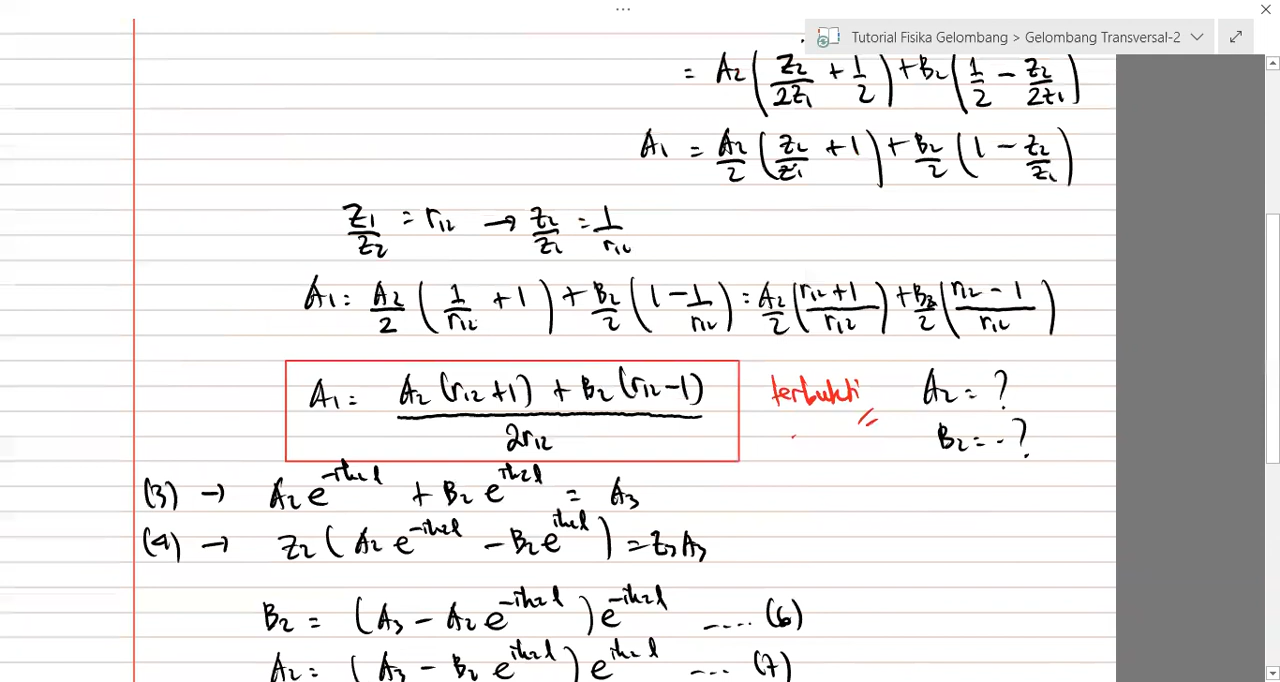 ...
Tutorial Fisika Gelombang > Gelombang Transversal-2
= A2 (Z2/2Z1 + 1/2) + B2 (1/2 - Z2/2Z1)
A1 = A2/2 (Z2/Z1 + 1) + B2/2 (1 - Z2/Z1)
Z1/Z2 = r12 → Z2/Z1 = 1/r12
A1 = A2/2 (1/r12 + 1) + B2/2 (1 - 1/r12) = A2/2 (r12 + 1/r12) + B2/2 (r12 - 1/r12)
A1 = A2 (r12 + 1) + B2 (r12 - 1)/2r12 terbukti A2 = ?
B2 = - ?
(3) → A2 e^-ik2l + B2 e^ik2l = A3
(4) → Z2 (A2 e^-ik2l - B2 e^ik2l) = Z3 A3
B2 = (A3 - A2 e^-ik2l) e^-ik2l .... (6)
A2 = (A3 - B2 e^ik2l) e^ik2l ... (7)